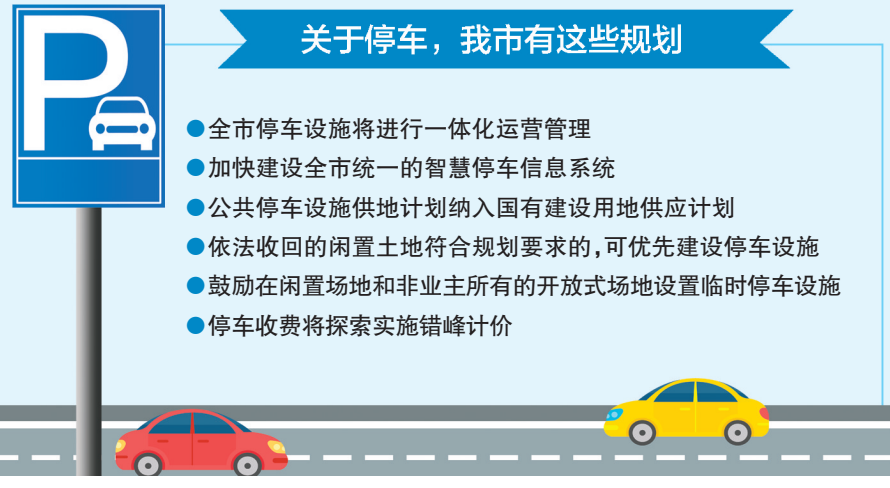 P
关于停车，我市有这些规划
●全市停车设施将进行一体化运营管理
●加快建设全市统一的智慧停车信息系统
●公共停车设施供地计划纳入国有建设用地供应计划
●依法收回的闲置土地符合规划要求的,可优先建设停车设施
●鼓励在闲置场地和非业主所有的开放式场地设置临时停车设施
●停车收费将探索实施错峰计价